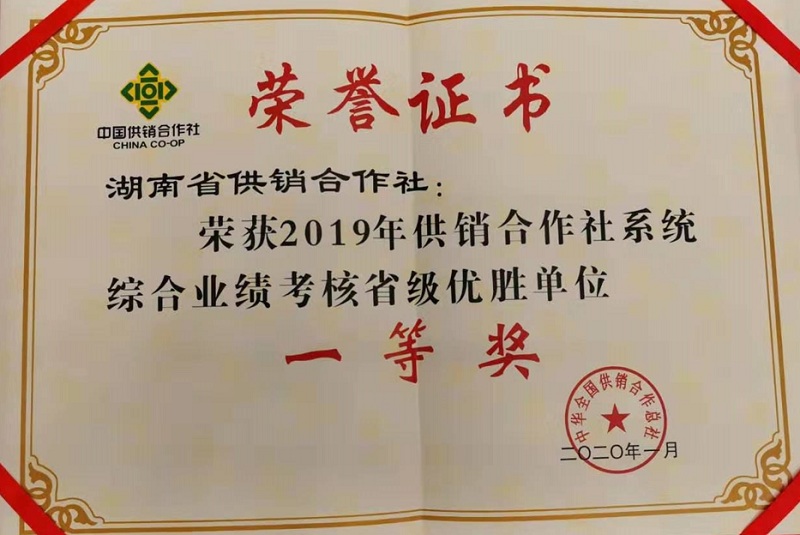 荣誉证书
中国供销合作社
CHINA CO-OP
湖南省供销合作社：
荣获2019年供销合作社系统
综合业绩考核省级优胜单位
一等奖
中华全国供销合作总社
二〇二〇年一月